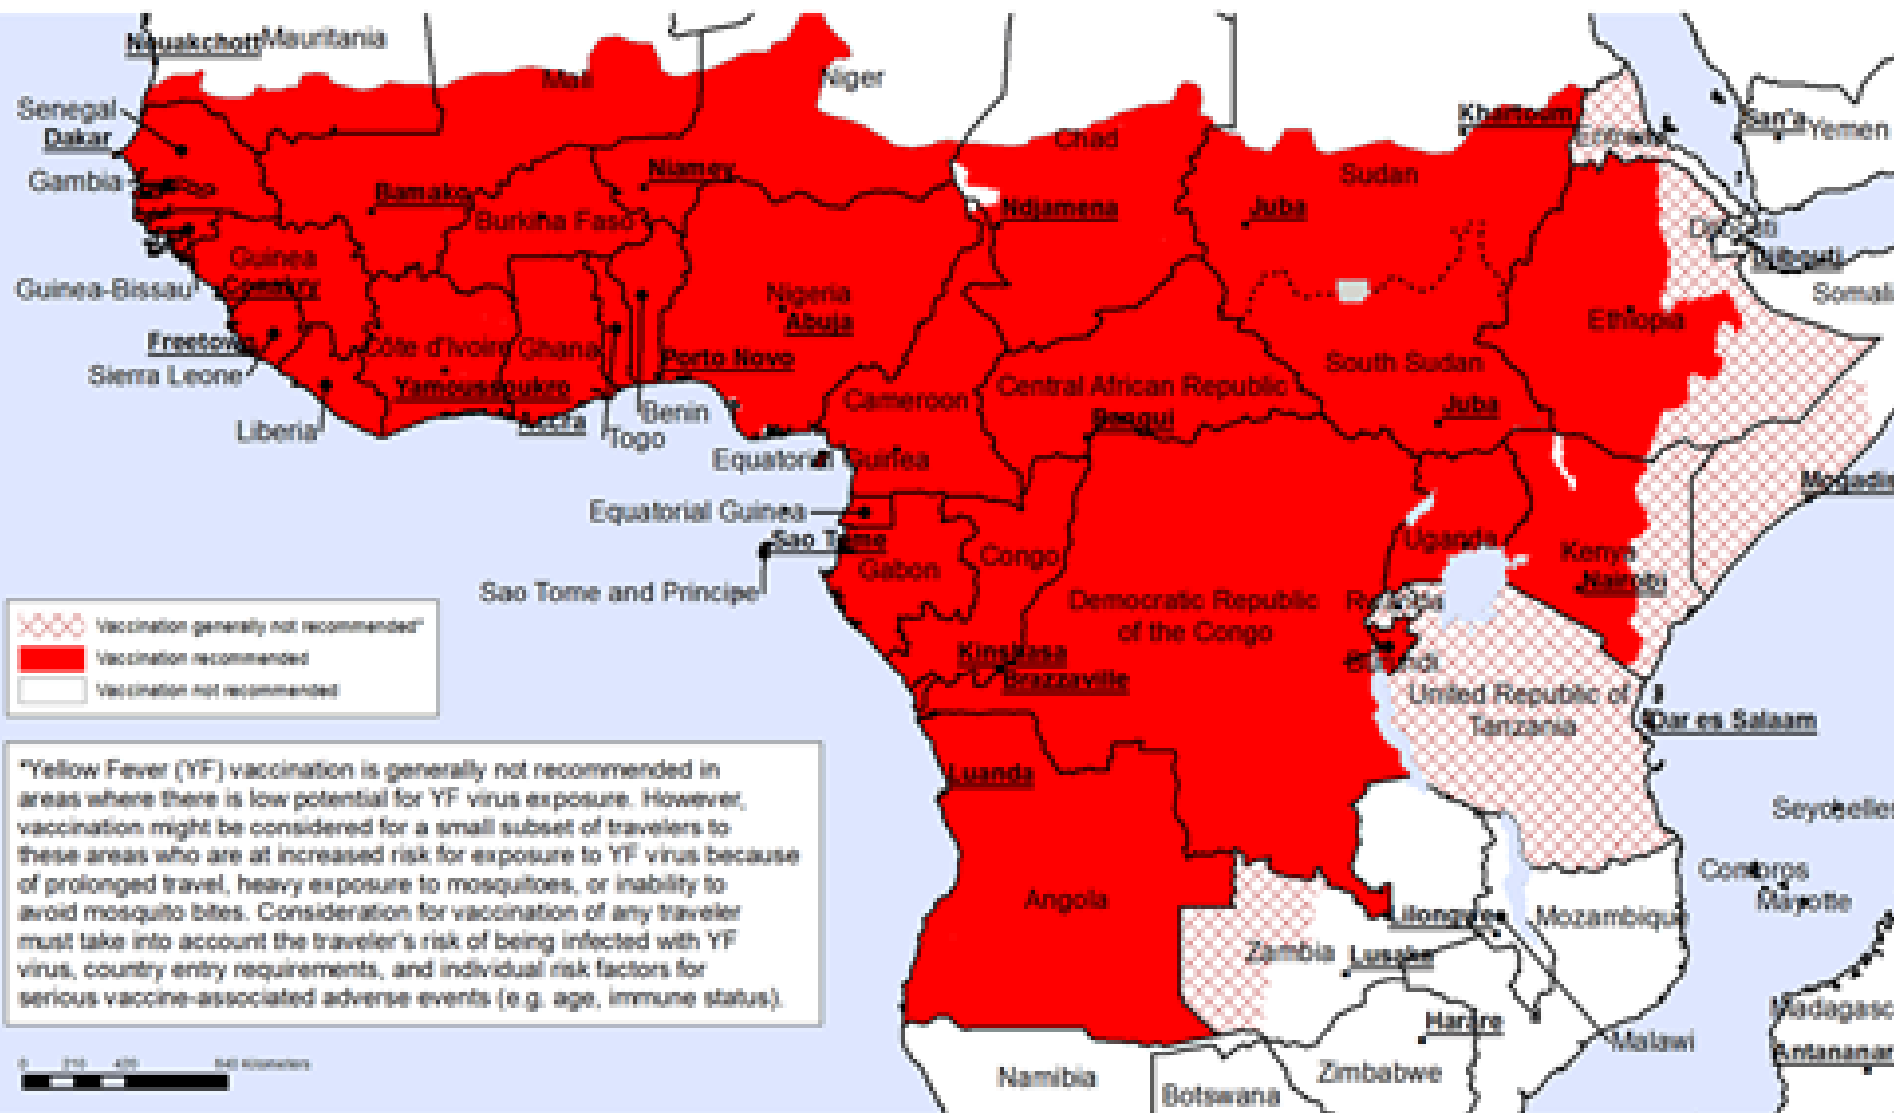 Nouakchott
Mauritania
Mali
Niger
Senegal
Dakar
Gambia
Bamako
Niamey
Burkina Faso
Chad
Ndjamena
Khartoum
Eritrea
San'a
Yemen
Sudan
Juba
Djibouti
Djibouti
Somali
Guinea
Conakry
Guinea-Bissau
Nigeria
Abuja
Ethiopia
Freetown
Sierra Leone
Côte d'Ivoire
Ghana
Porto Novo
Yamoussoukro
Accra
Benin
Togo
Liberia
Cameroon
Central African Republic
Bangui
South Sudan
Juba
Equatorial Guinea
Equatorial Guinea
Mogadis
Sao Tome
Sao Tome and Principe
Gabon
Congo
Uganda
Kenya
Nairobi
Democratic Republic
of the Congo
Rwanda
Burundi
Kinshasa
Brazzaville
United Republic of
Tanzania
Dar es Salaam
Luanda
Angola
Seychelles
Comoros
Mayotte
Lilongwe
Mozambique
Zambia
Lusaka
Harare
Malawi
Madagasc
Antananar
Namibia
Botswana
Zimbabwe
Vaccination generally not recommended*
Vaccination recommended
Vaccination not recommended
*Yellow Fever (YF) vaccination is generally not recommended in
areas where there is low potential for YF virus exposure. However,
vaccination might be considered for a small subset of travelers to
these areas who are at increased risk for exposure to YF virus because
of prolonged travel, heavy exposure to mosquitoes, or inability to
avoid mosquito bites. Consideration for vaccination of any traveler
must take into account the traveler's risk of being infected with YF
virus, country entry requirements, and individual risk factors for
serious vaccine-associated adverse events (e.g. age, immune status).
0 210 420 840 Kilometers